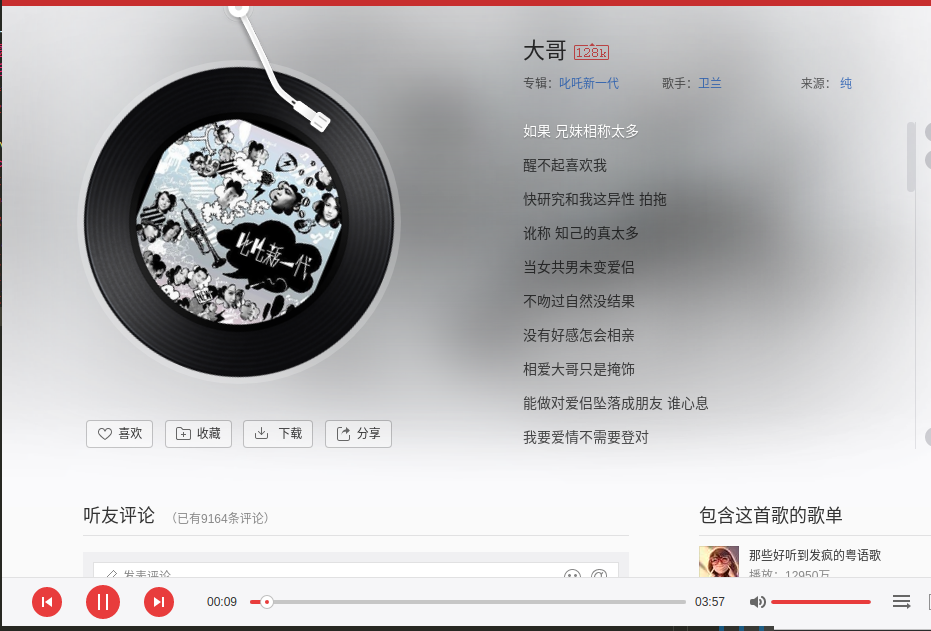 大哥 128k
专辑：叱吒新一代 歌手：卫兰 来源：纯
如果 兄妹相称太多
醒不起喜欢我
快研究和我这异性 拍拖
讹称 知己的真太多
当女共男未变爱侣
不吻过自然没结果
没有好感怎会相亲
相爱大哥只是掩饰
能做对爱侣坠落成朋友 谁心息
我要爱情不需要登对
MUSIC
叱吒新一代
喜欢 收藏 下载 分享
听友评论 （已有9164条评论）
发表评论
包含这首歌的歌单
那些好听到发疯的粤语歌
播放：12950万
00:09 03:57